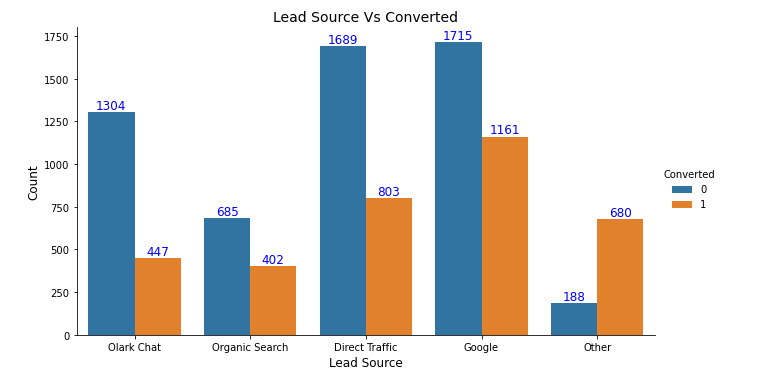 Lead Source Vs Converted
1750
1500
1250
1000
750
500
250
0
Count
1304
447
685
402
1689
803
1715
1161
188
680
Olark Chat
Organic Search
Direct Traffic
Google
Other
Lead Source
Converted
0
1